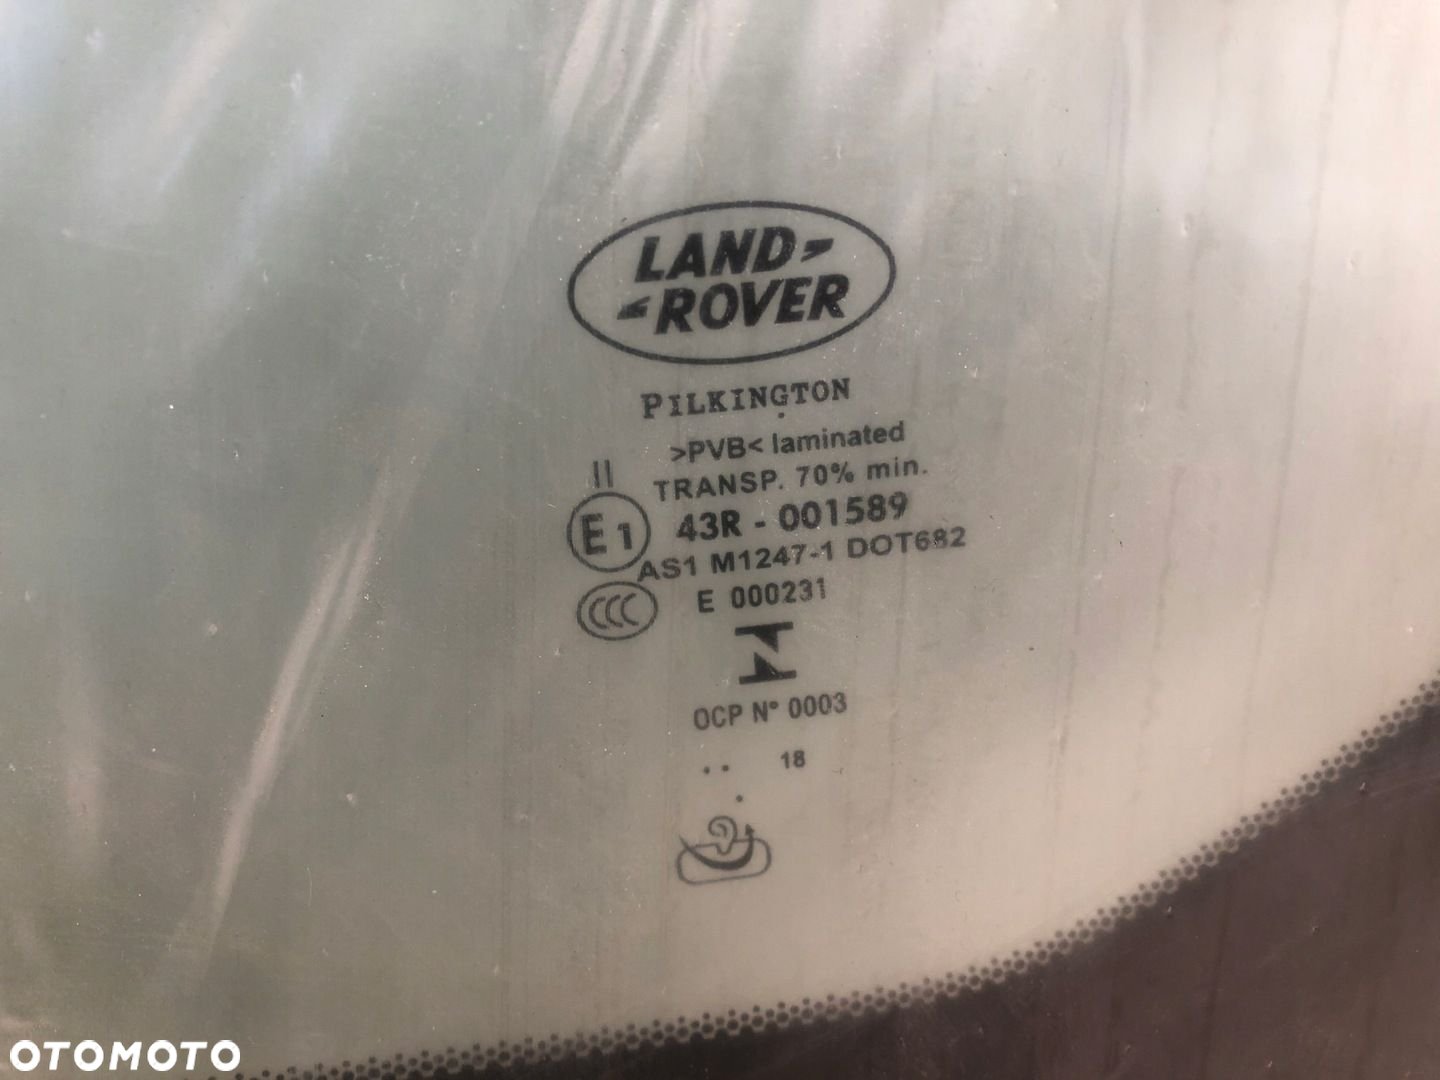 LAND
ROVER
PILKINGTON
>PVB< laminated
II
TRANSP. 70% min.
E1 43R - 001589
AS1 M1247-1 DOT682
CCC E 000231
OCP N° 0003
.. 18
.
OTOMOTO